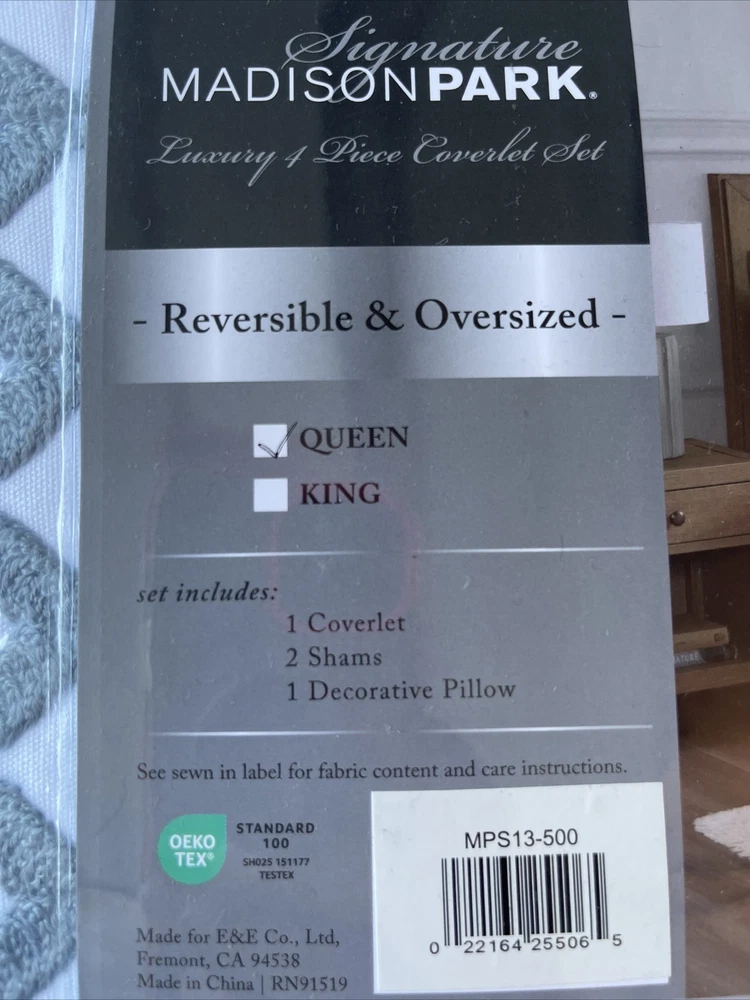 Signature
MADISON PARK.®
Luxury 4 Piece Coverlet Set
- Reversible & Oversized -
QUEEN
KING
set includes:
1 Coverlet
2 Shams
1 Decorative Pillow
See sewn in label for fabric content and care instructions.
OEKO
TEX®
STANDARD
100
SH025 151177
TESTEX
MPS13-500
0 22164 25506 5
Made for E&E Co., Ltd,
Fremont, CA 94538
Made in China | RN91519